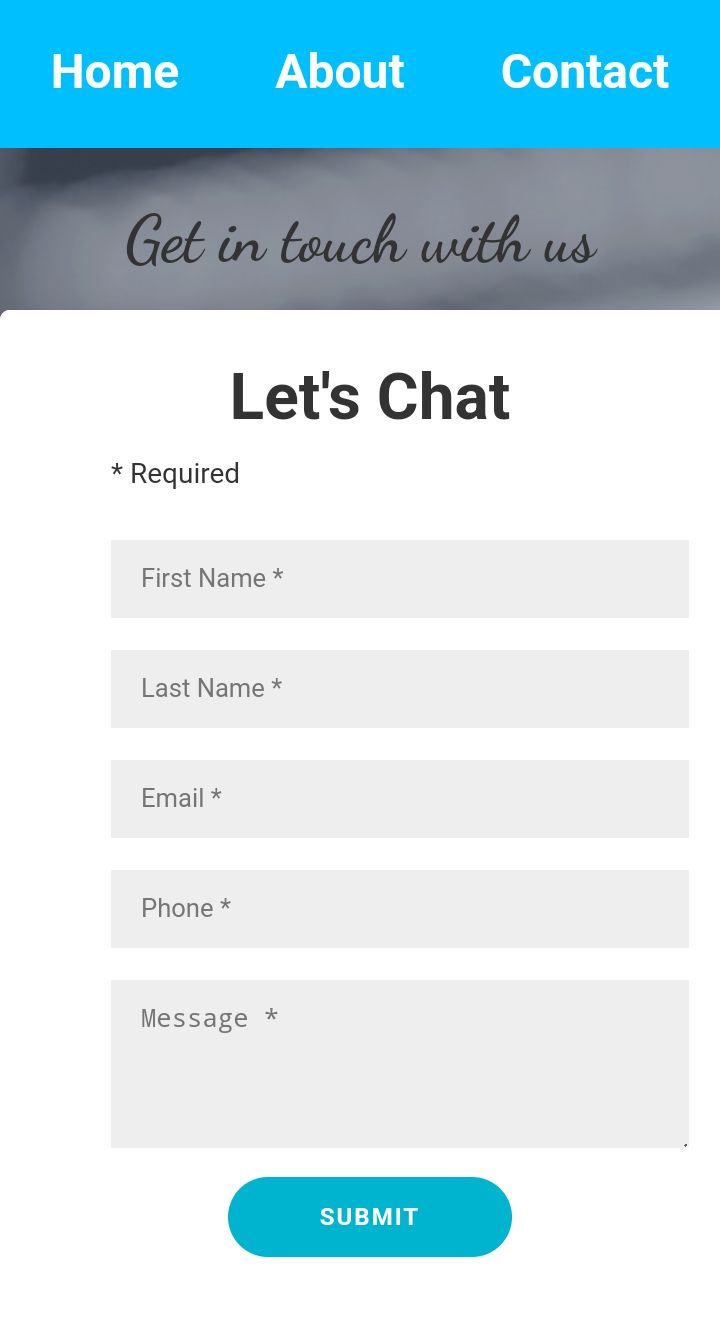 Home About Contact
Get in touch with us
Let's Chat
* Required
First Name *
Last Name *
Email *
Phone *
Message *
SUBMIT